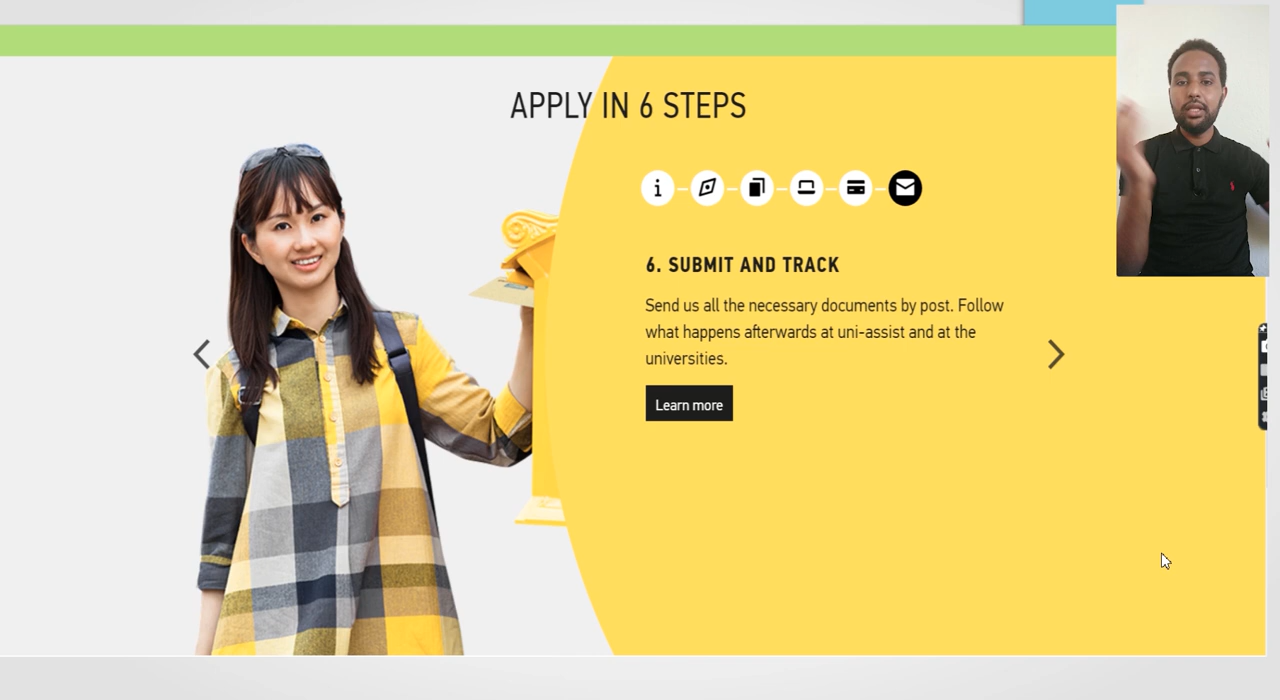 APPLY IN 6 STEPS
6. SUBMIT AND TRACK
Send us all the necessary documents by post. Follow
what happens afterwards at uni-assist and at the
universities.
Learn more